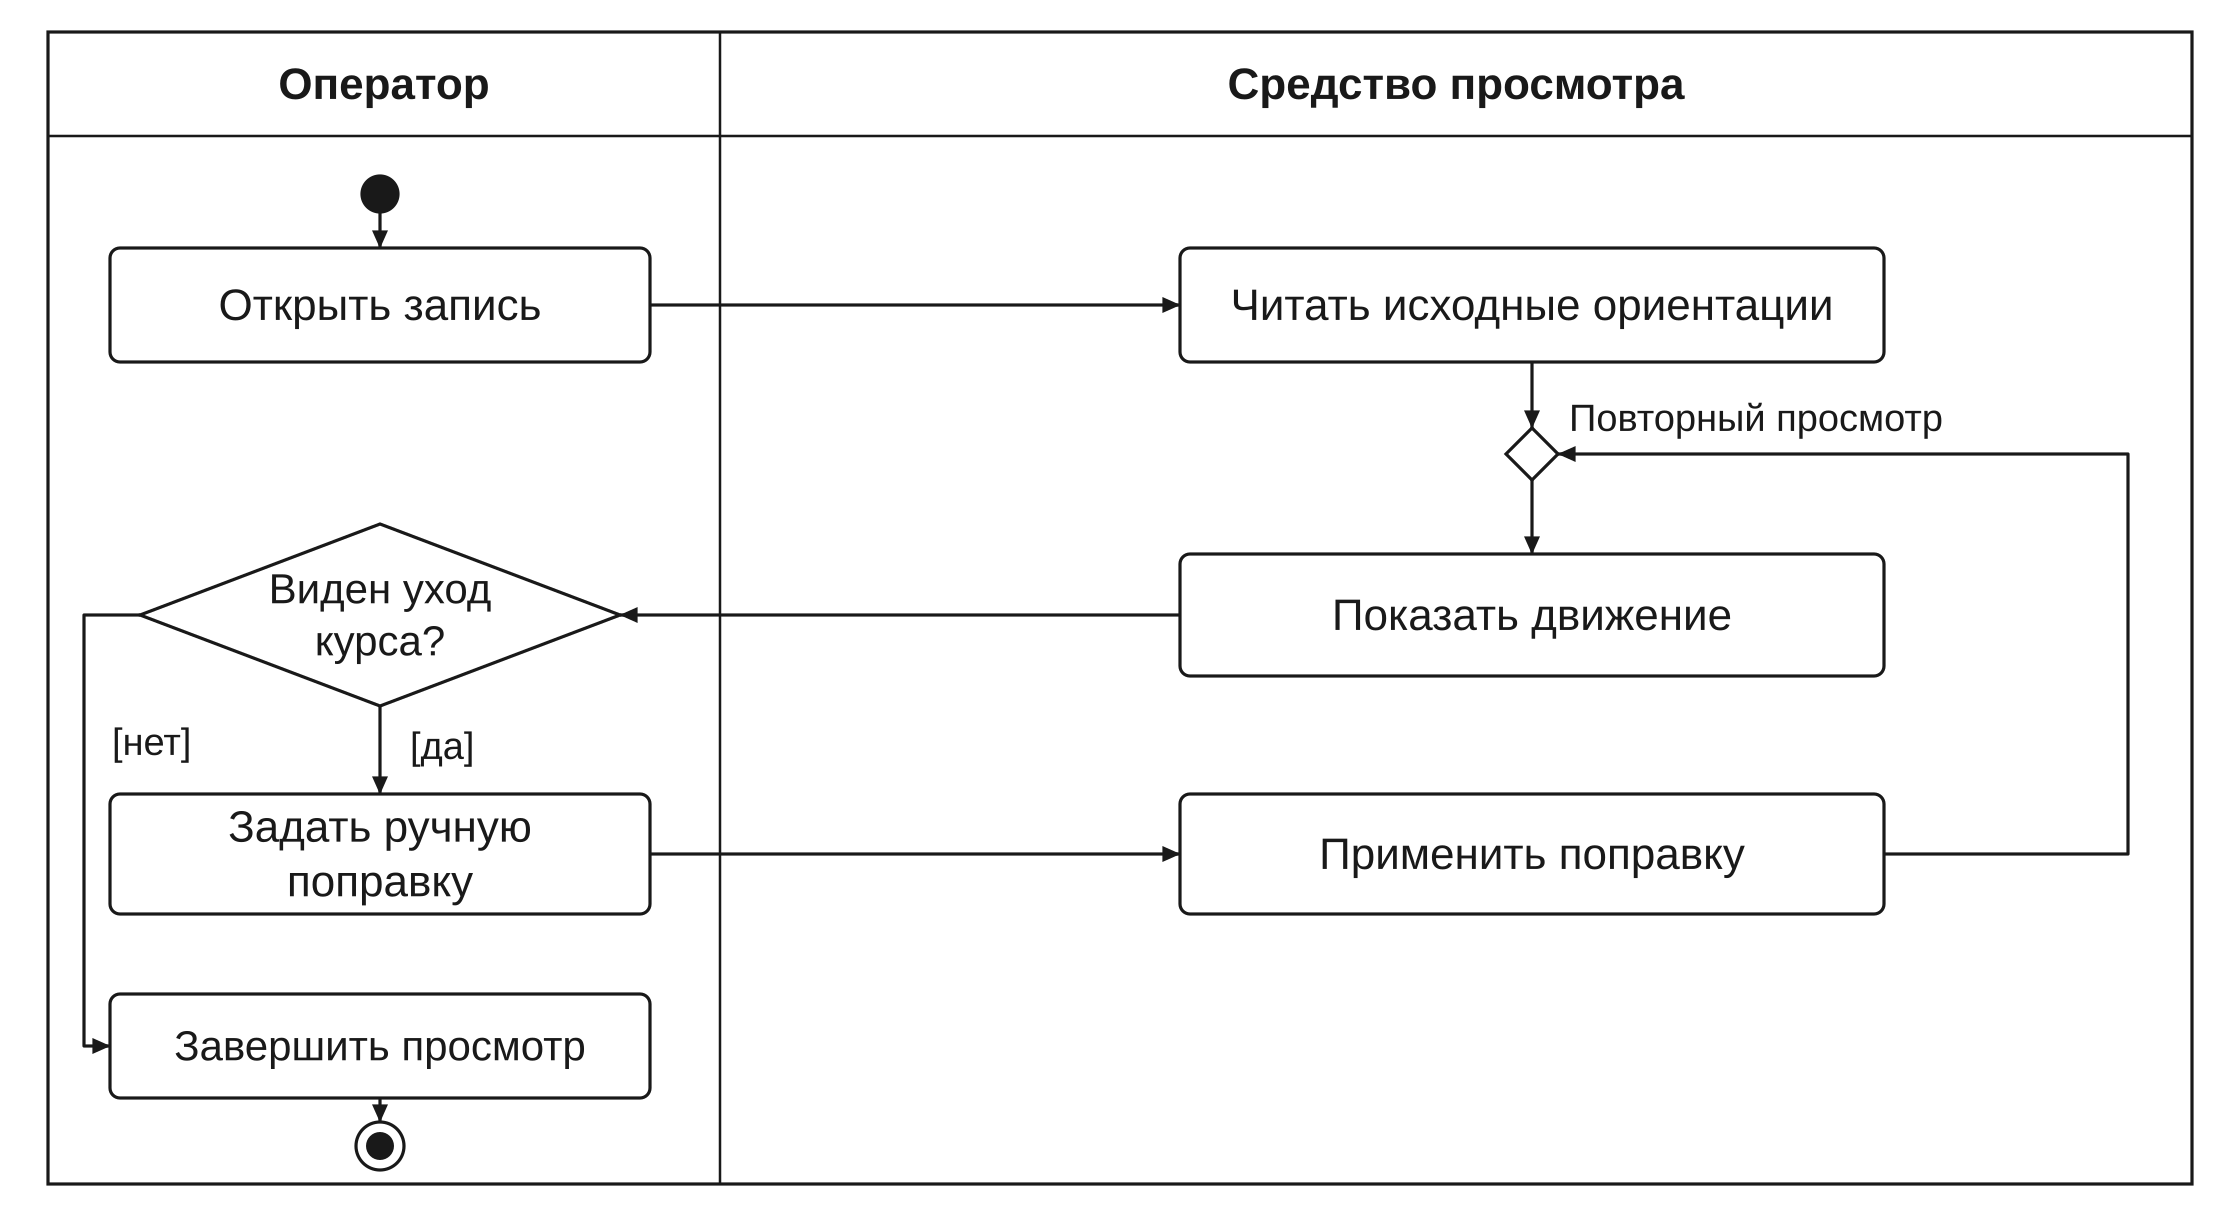 Оператор
Средство просмотра
Открыть запись
Читать исходные ориентации
Повторный просмотр
Виден уход
курса?
Показать движение
[нет]
[да]
Задать ручную
поправку
Применить поправку
Завершить просмотр